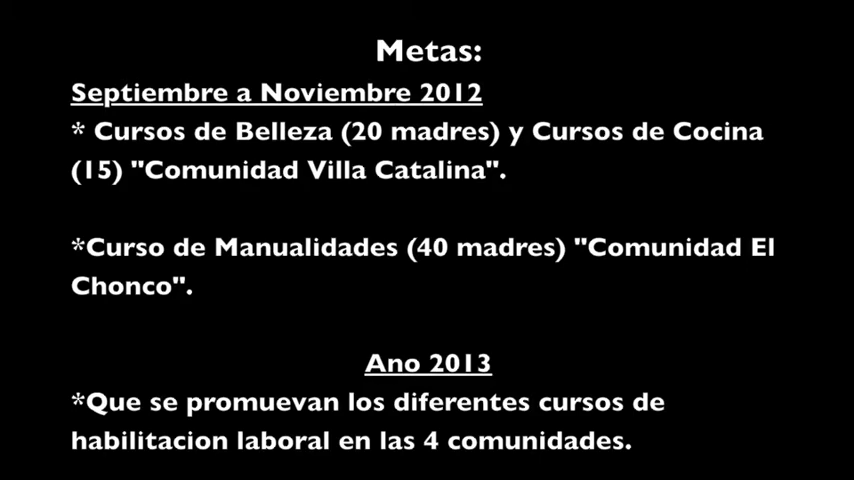 Metas:
Septiembre a Noviembre 2012
* Cursos de Belleza (20 madres) y Cursos de Cocina
(15) "Comunidad Villa Catalina".
*Curso de Manualidades (40 madres) "Comunidad El
Chonco".
Ano 2013
*Que se promuevan los diferentes cursos de
habilitacion laboral en las 4 comunidades.